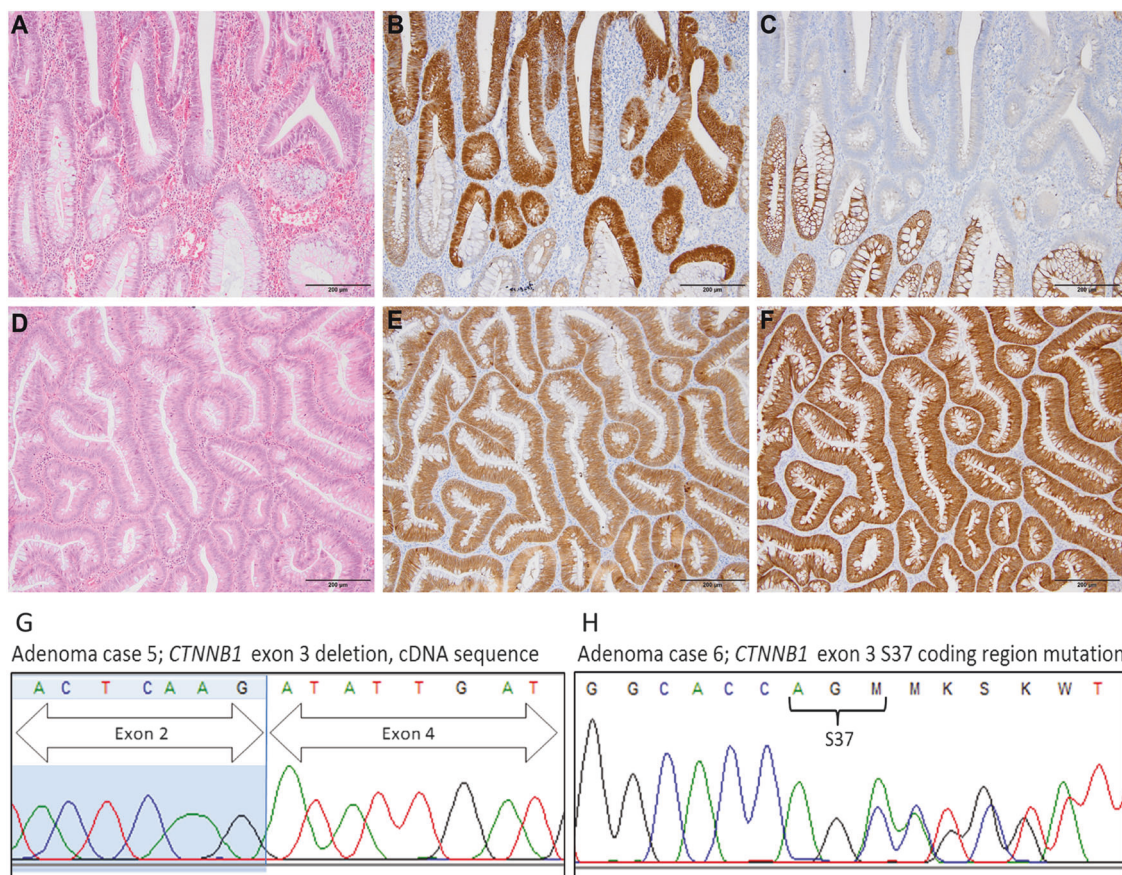 A
B
C
200 µm
200 µm
200 µm
D
E
F
200 µm
200 µm
200 µm
G
Adenoma case 5; CTNNB1 exon 3 deletion, cDNA sequence
A C T C A A G A T A T T G A T
Exon 2
Exon 4
H
Adenoma case 6; CTNNB1 exon 3 S37 coding region mutation
G G C A C C A G M M K S K W T
S37